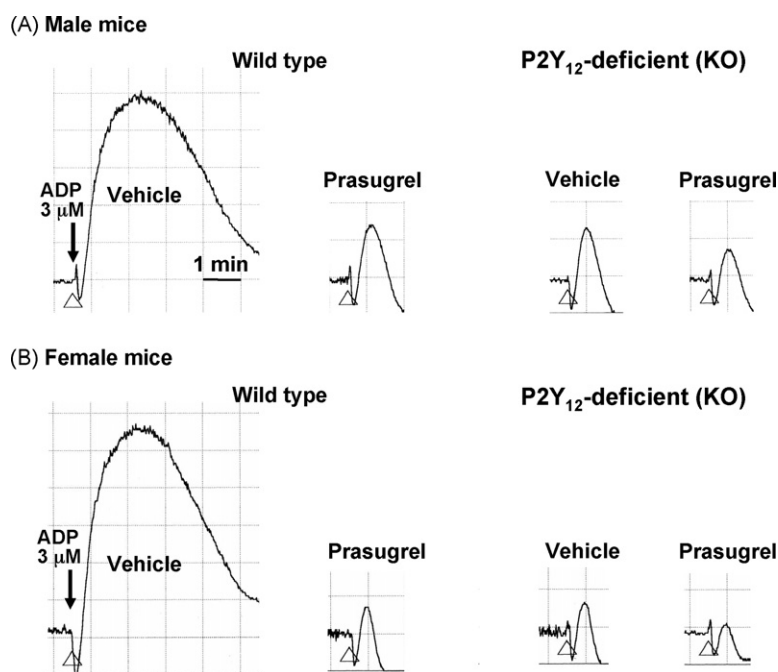 (A) Male mice
Wild type
P2Y₁₂-deficient (KO)
ADP
3 μM
Vehicle
1 min
Prasugrel
Vehicle
Prasugrel
(B) Female mice
Wild type
P2Y₁₂-deficient (KO)
ADP
3 μM
Vehicle
Prasugrel
Vehicle
Prasugrel